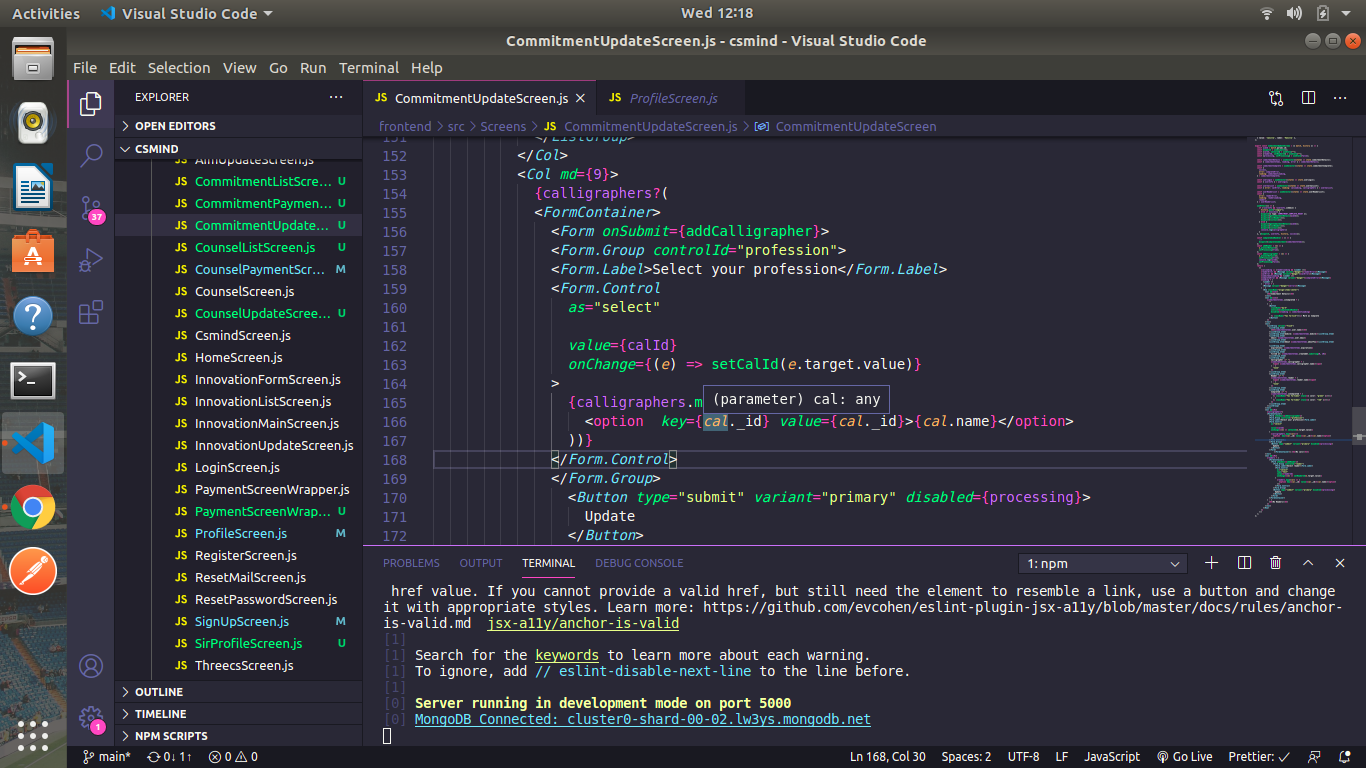 Activities
Visual Studio Code
Wed 12:18
CommitmentUpdateScreen.js - csmind - Visual Studio Code
File Edit Selection View Go Run Terminal Help
EXPLORER
OPEN EDITORS
CSMIND
AimUpdateScreen.js
JS CommitmentListScre... U
JS CommitmentPaymen... U
JS CommitmentUpdate... U
JS CounselListScreen.js U
JS CounselPaymentScr... M
JS CounselScreen.js
JS CounselUpdateScree... U
JS CsmindScreen.js
JS HomeScreen.js
JS InnovationFormScreen.js
JS InnovationListScreen.js
JS InnovationMainScreen.js
JS InnovationUpdateScreen.js
JS LoginScreen.js
JS PaymentScreenWrapper.js
JS PaymentScreenWrap... U
JS ProfileScreen.js M
JS RegisterScreen.js
JS ResetMailScreen.js
JS ResetPasswordScreen.js
JS SignUpScreen.js M
JS SirProfileScreen.js U
JS ThreecsScreen.js
OUTLINE
TIMELINE
NPM SCRIPTS
37
1
JS CommitmentUpdateScreen.js
JS ProfileScreen.js
frontend > src > Screens > JS CommitmentUpdateScreen.js > CommitmentUpdateScreen
151 </ListGroup>
152 </Col>
153 <Col md={9}>
154 {calligraphers?(
155 <FormContainer>
156 <Form onSubmit={addCalligrapher}>
157 <Form.Group controlId="profession">
158 <Form.Label>Select your profession</Form.Label>
159 <Form.Control
160 as="select"
161
162 value={calId}
163 onChange={(e) => setCalId(e.target.value)}
164 >
165 {calligraphers.m
(parameter) cal: any
166 <option key={cal._id} value={cal._id}>{cal.name}</option>
167 ))}
168 </Form.Control>
169 </Form.Group>
170 <Button type="submit" variant="primary" disabled={processing}>
171 Update
172 </Button>
PROBLEMS OUTPUT TERMINAL DEBUG CONSOLE
1: npm
href value. If you cannot provide a valid href, but still need the element to resemble a link, use a button and change
it with appropriate styles. Learn more: https://github.com/evcohen/eslint-plugin-jsx-a11y/blob/master/docs/rules/anchor-
is-valid.md jsx-a11y/anchor-is-valid
[1]
[1] Search for the keywords to learn more about each warning.
[1] To ignore, add // eslint-disable-next-line to the line before.
[1]
[0] Server running in development mode on port 5000
[0] MongoDB Connected: cluster0-shard-00-02.lw3ys.mongodb.net
main* 0↓ 1↑ 0 0
Ln 168, Col 30 Spaces: 2 UTF-8 LF JavaScript Go Live Prettier: ✓